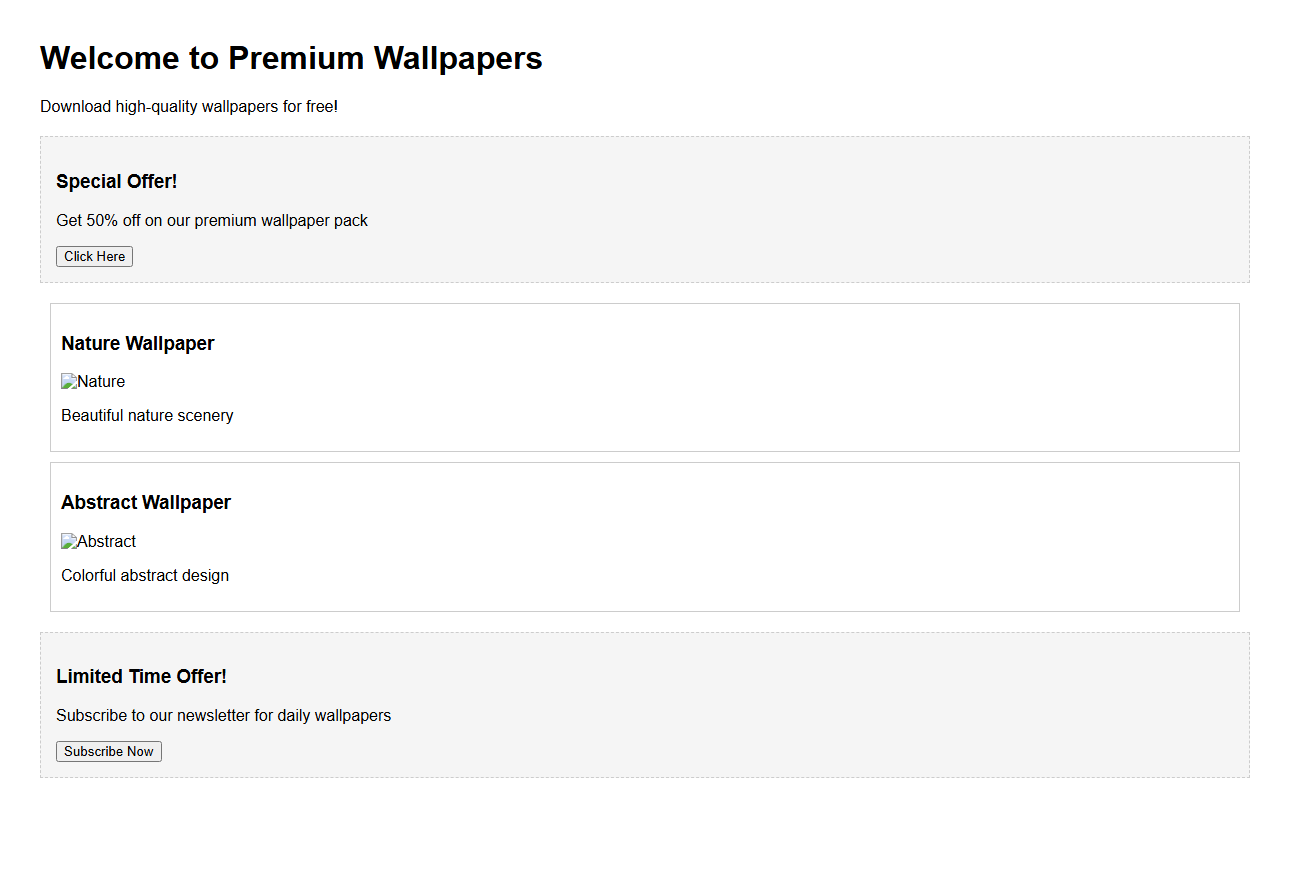 Welcome to Premium Wallpapers
Download high-quality wallpapers for free!
Special Offer!
Get 50% off on our premium wallpaper pack
Click Here
Nature Wallpaper
Nature
Beautiful nature scenery
Abstract Wallpaper
Abstract
Colorful abstract design
Limited Time Offer!
Subscribe to our newsletter for daily wallpapers
Subscribe Now